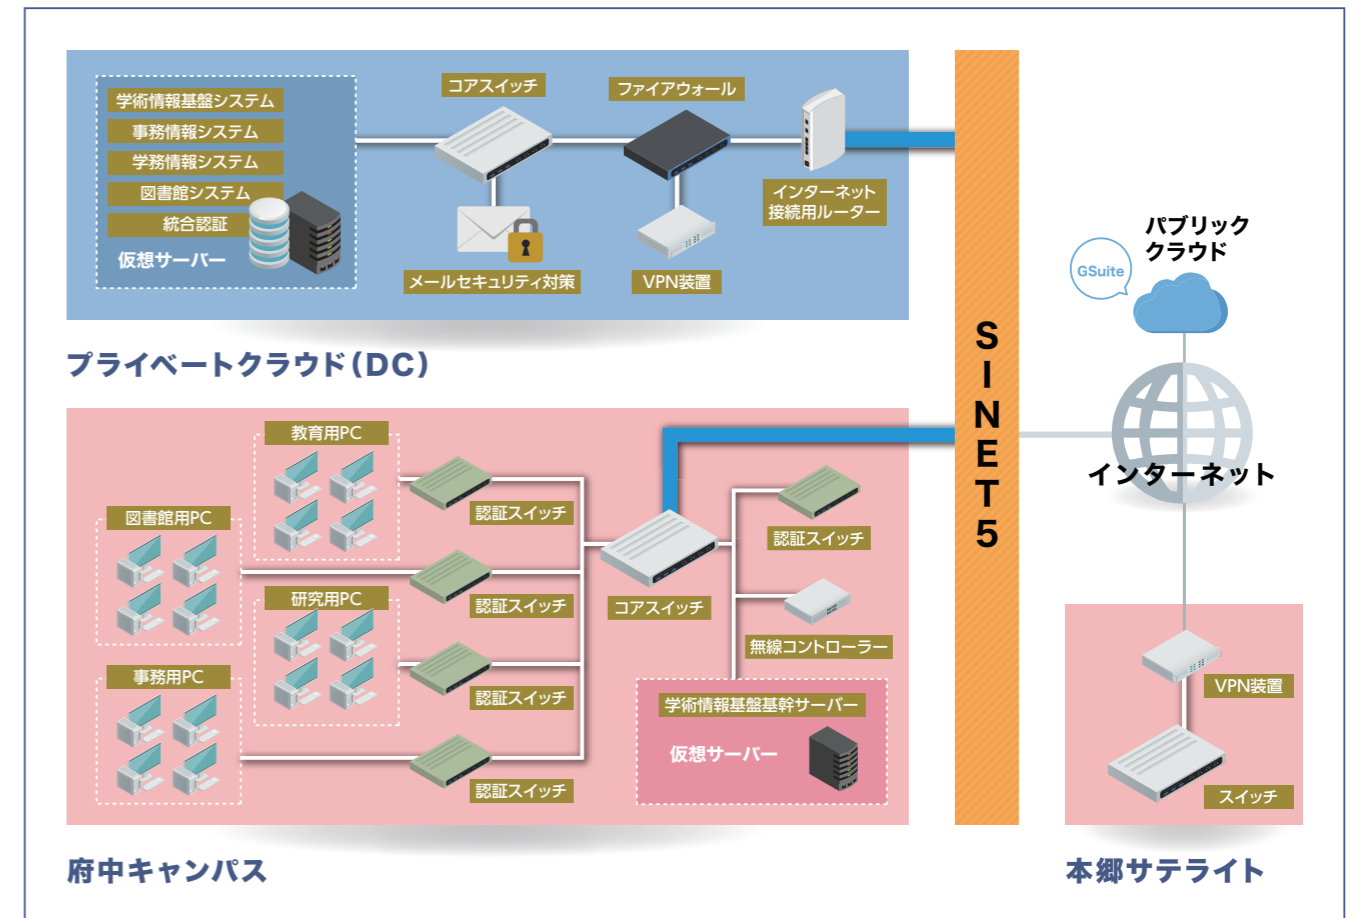 学術情報基盤システム
事務情報システム
学務情報システム
図書館システム
統合認証
仮想サーバー
コアスイッチ
メールセキュリティ対策
ファイアウォール
VPN装置
インターネット
接続用ルーター
プライベートクラウド(DC)
SINET5
パブリック
クラウド
GSuite
インターネット
教育用PC
図書館用PC
研究用PC
事務用PC
認証スイッチ
認証スイッチ
認証スイッチ
認証スイッチ
コアスイッチ
認証スイッチ
無線コントローラー
学術情報基盤基幹サーバー
仮想サーバー
府中キャンパス
VPN装置
スイッチ
本郷サテライト